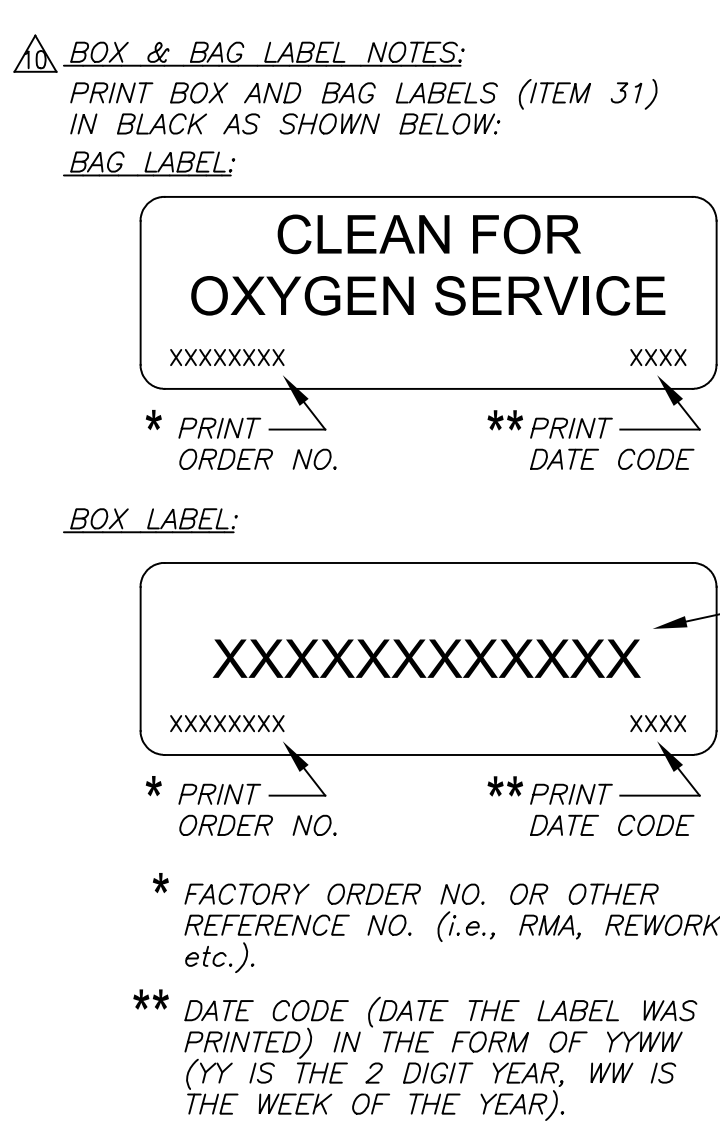 10 BOX & BAG LABEL NOTES:
PRINT BOX AND BAG LABELS (ITEM 31)
IN BLACK AS SHOWN BELOW:
BAG LABEL:
CLEAN FOR
OXYGEN SERVICE
XXXXXXXX XXXX
* PRINT
ORDER NO.
** PRINT
DATE CODE
BOX LABEL:
XXXXXXXXXXXX
XXXXXXXX XXXX
* PRINT
ORDER NO.
** PRINT
DATE CODE
* FACTORY ORDER NO. OR OTHER
REFERENCE NO. (i.e., RMA, REWORK
etc.).
** DATE CODE (DATE THE LABEL WAS
PRINTED) IN THE FORM OF YYWW
(YY IS THE 2 DIGIT YEAR, WW IS
THE WEEK OF THE YEAR).